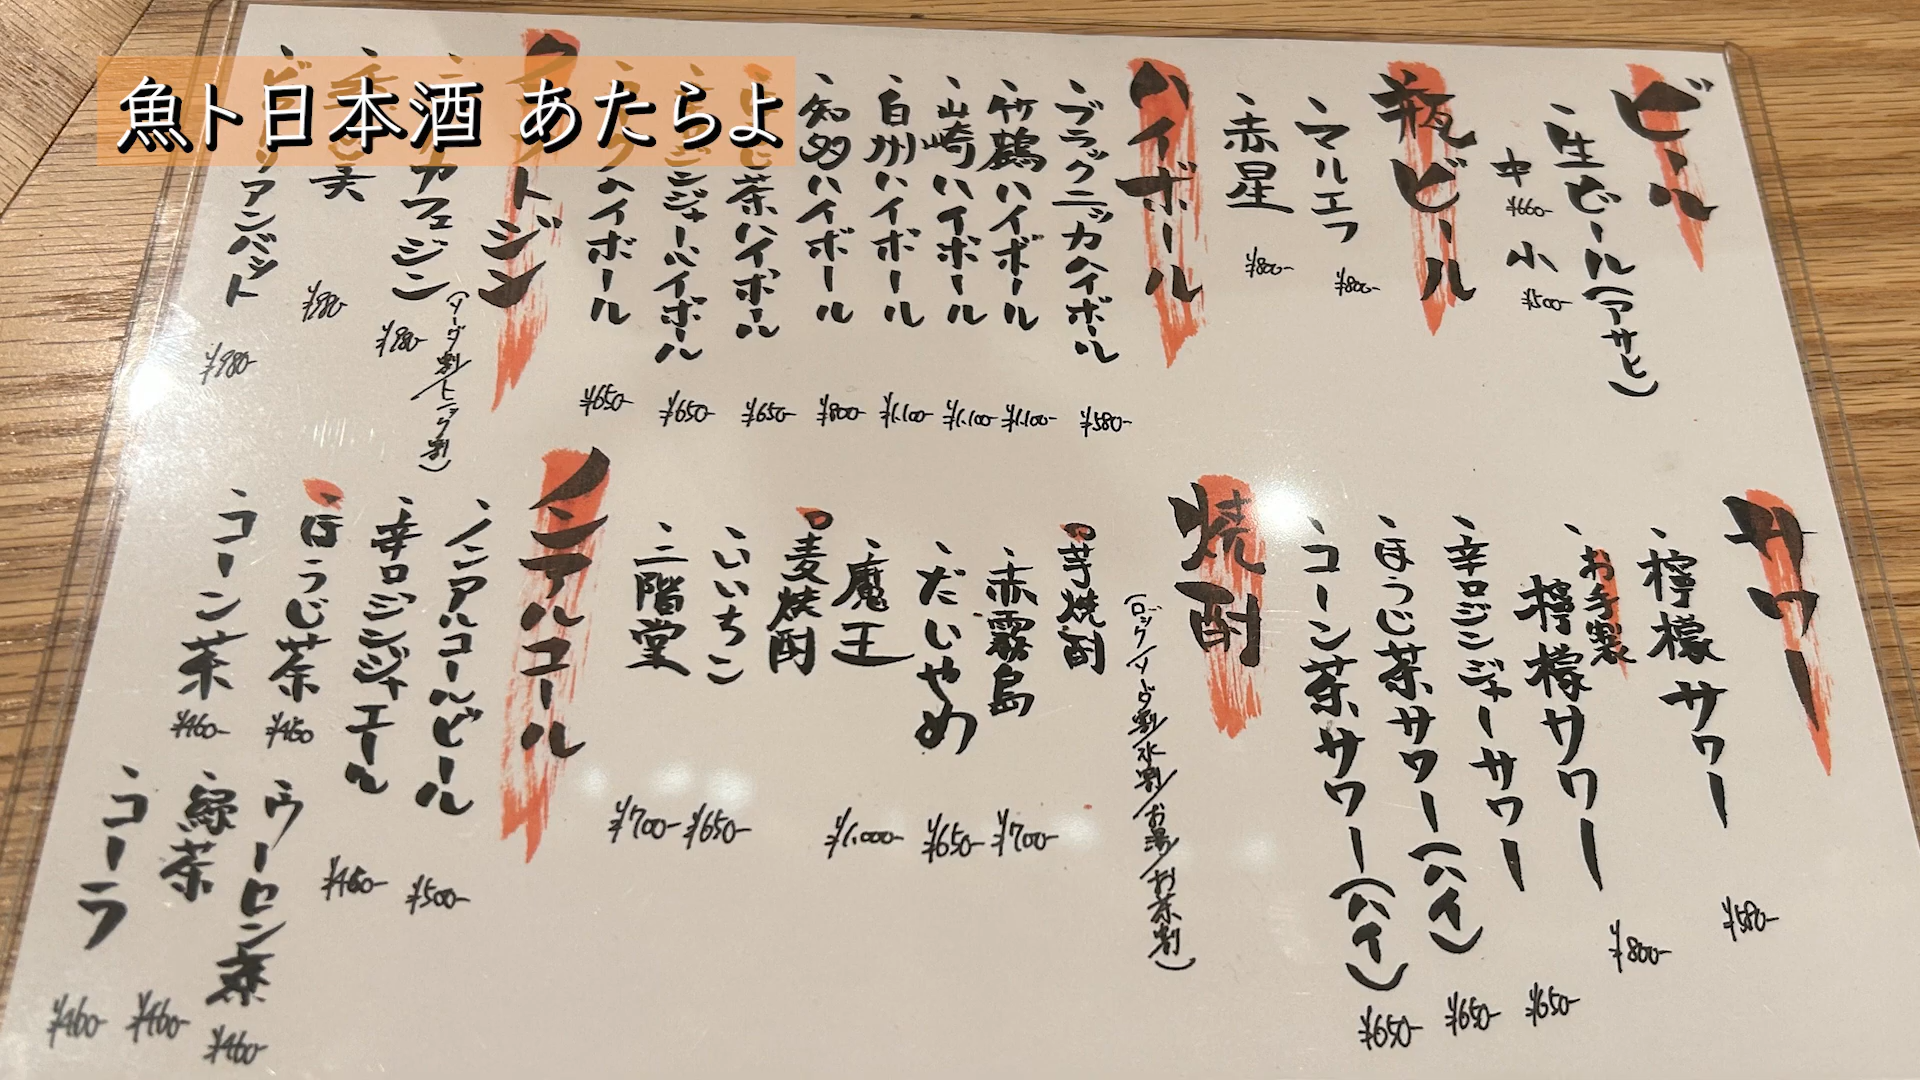 魚ト日本酒 あたらよ
ビール
、生ビール(アサヒ)
中 ¥660-
小 ¥500-
瓶ビール
、マルエフ ¥800-
、赤星 ¥800-
ハイボール
、ブラックニッカハイボール ¥580-
、竹鶴ハイボール ¥1.100-
、山崎ハイボール ¥1.100-
、白州ハイボール ¥1.100-
、知多ハイボール ¥800-
茶ハイボール ¥650-
ンジャーハイボール ¥650-
ハイボール ¥650-
トジン
(ソーダ割/トニック割)
カフェジン ¥980-
美 ¥980-
アンバット ¥980-
サワー
、檸檬サワー ¥580-
、お手製
檸檬サワー ¥800-
、辛口ジンジャーサワー ¥650-
、ほうじ茶サワー(ハイ) ¥650-
、コーン茶サワー(ハイ) ¥650-
焼酎
(ロック/ソーダ割/水割/お湯/お茶割)
芋焼酎
、赤霧島 ¥700-
、だいやめ ¥650-
、魔王 ¥1.000-
麦焼酎
、いいちこ ¥650-
、二階堂 ¥700-
ノンアルコール
、ノンアルコールビール ¥500-
、辛口ジンジャエール ¥460-
、ほうじ茶 ¥460
、コーン茶 ¥460-
、ウーロン茶 ¥460-
、緑茶 ¥460-
、コーラ ¥460-